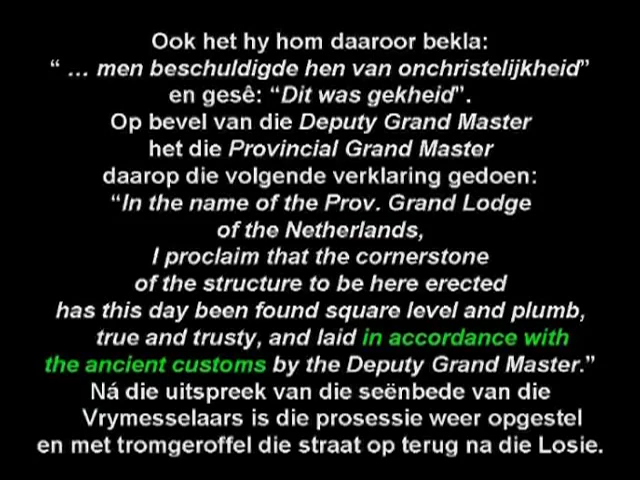 Ook het hy hom daaroor bekla:
“ … men beschuldigde hen van onchristelijkheid”
en gesê: “Dit was gekheid”.
Op bevel van die Deputy Grand Master
het die Provincial Grand Master
daarop die volgende verklaring gedoen:
“In the name of the Prov. Grand Lodge
of the Netherlands,
I proclaim that the cornerstone
of the structure to be here erected
has this day been found square level and plumb,
true and trusty, and laid in accordance with
the ancient customs by the Deputy Grand Master.”
Ná die uitspreek van die seënbede van die
Vrymesselaars is die prosessie weer opgestel
en met tromgeroffel die straat op terug na die Losie.